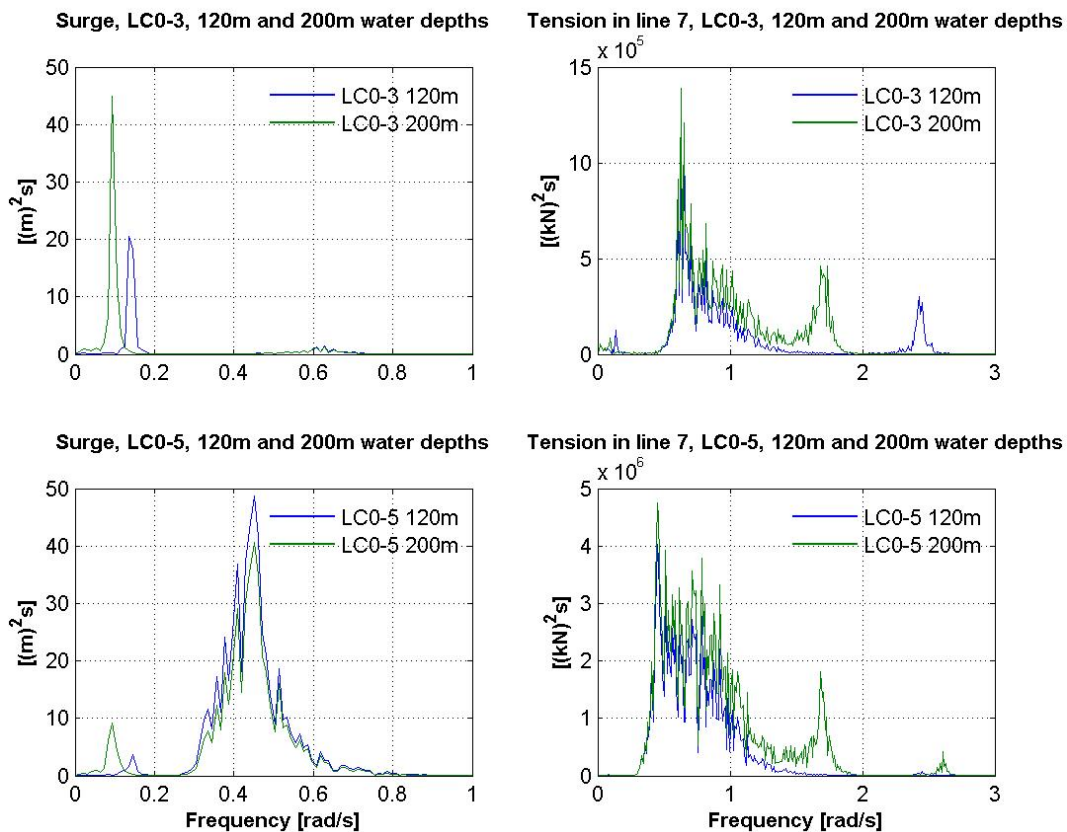 Surge, LC0-3, 120m and 200m water depths
50
40
30
20
10
0
[(m)²s]
LC0-3 120m
LC0-3 200m
0 0.2 0.4 0.6 0.8 1
Tension in line 7, LC0-3, 120m and 200m water depths
x 10⁵
15
10
5
0
[(kN)²s]
LC0-3 120m
LC0-3 200m
0 1 2 3
Surge, LC0-5, 120m and 200m water depths
50
40
30
20
10
0
[(m)²s]
LC0-5 120m
LC0-5 200m
0 0.2 0.4 0.6 0.8 1
Frequency [rad/s]
Tension in line 7, LC0-5, 120m and 200m water depths
x 10⁶
5
4
3
2
1
0
[(kN)²s]
LC0-5 120m
LC0-5 200m
0 1 2 3
Frequency [rad/s]